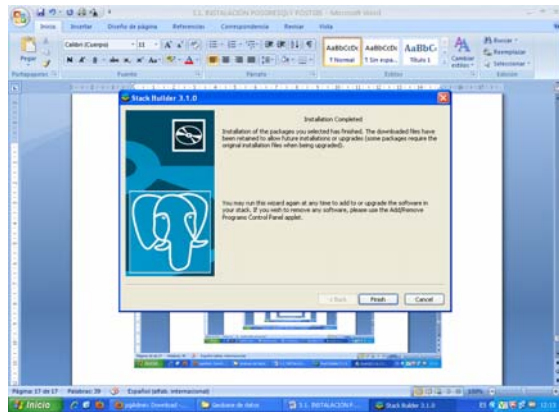 5.1. INSTALACIÓN POSGRESQL Y POSTGIS - Microsoft Word
Inicio Insertar Diseño de página Referencias Correspondencia Revisar Vista
Pegar
Calibri (Cuerpo) 11
AaBbCcDc AaBbCcDc AaBbC
¶ Normal ¶ Sin espa... Título 1
Cambiar estilos
Buscar
Reemplazar
Seleccionar
Portapapeles Fuente Párrafo Estilos Edición
Stack Builder 3.1.0
Installation Completed
Installation of the packages you selected has finished. The downloaded files have
been retained to allow future installations or upgrades (some packages require the
original installation files when being upgraded).
You may run this wizard again at any time to add to or upgrade the software in
your stack. If you wish to remove any software, please use the Add/Remove
Programs Control Panel applet.
< Back Finish Cancel
Página: 17 de 17 Palabras: 39 Español (alfab. internacional) 100%
Inicio pgAdmin: Download -... Gestione de datos 5.1. INSTALACIÓN P... Stack Builder 3.1.0 ES